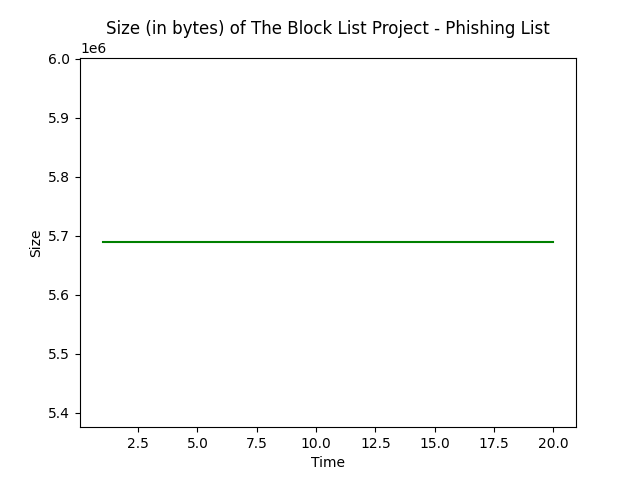 Size (in bytes) of The Block List Project - Phishing List
1e6
6.0
5.9
5.8
5.7
5.6
5.5
5.4
Size
2.5 5.0 7.5 10.0 12.5 15.0 17.5 20.0
Time